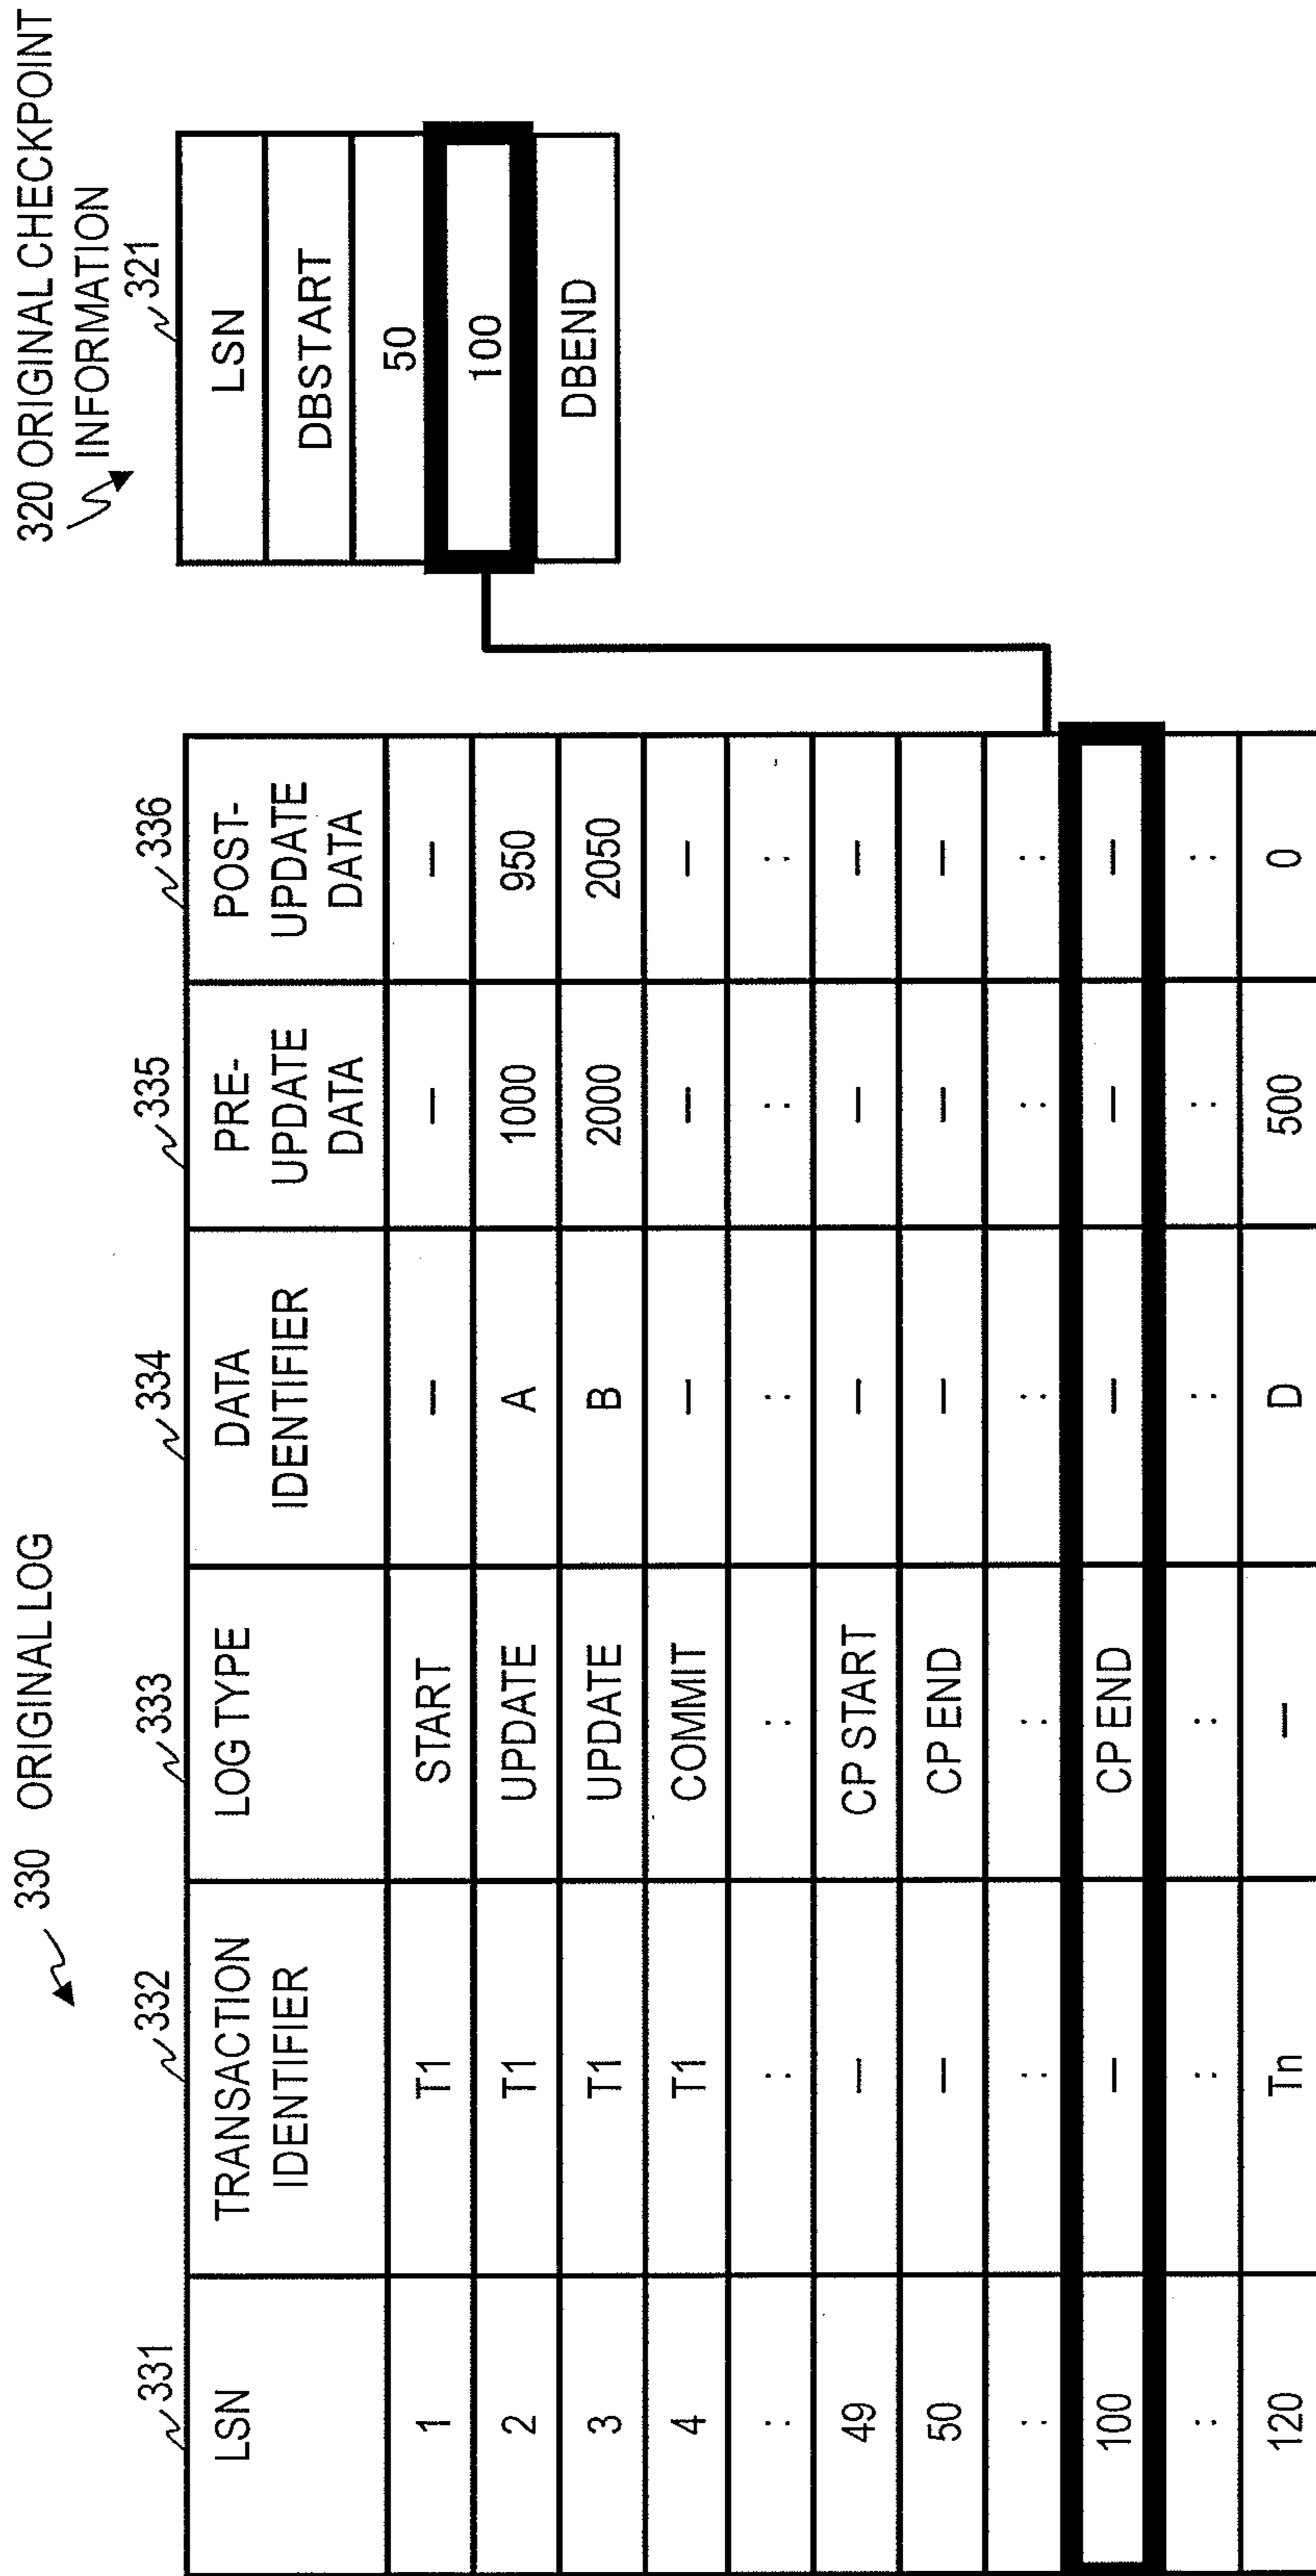 330 ORIGINAL LOG
331 332 333 334 335 336
LSN TRANSACTION IDENTIFIER LOG TYPE DATA IDENTIFIER PRE-UPDATE DATA POST-UPDATE DATA
1 T1 START — — —
2 T1 UPDATE A 1000 950
3 T1 UPDATE B 2000 2050
4 T1 COMMIT — — —
: : : : : :
49 — CP START — — —
50 — CP END — — —
: : : : : :
100 — CP END — — —
: : : : : :
120 Tn — D 500 0
320 ORIGINAL CHECKPOINT
INFORMATION
321
LSN
DBSTART
50
100
DBEND